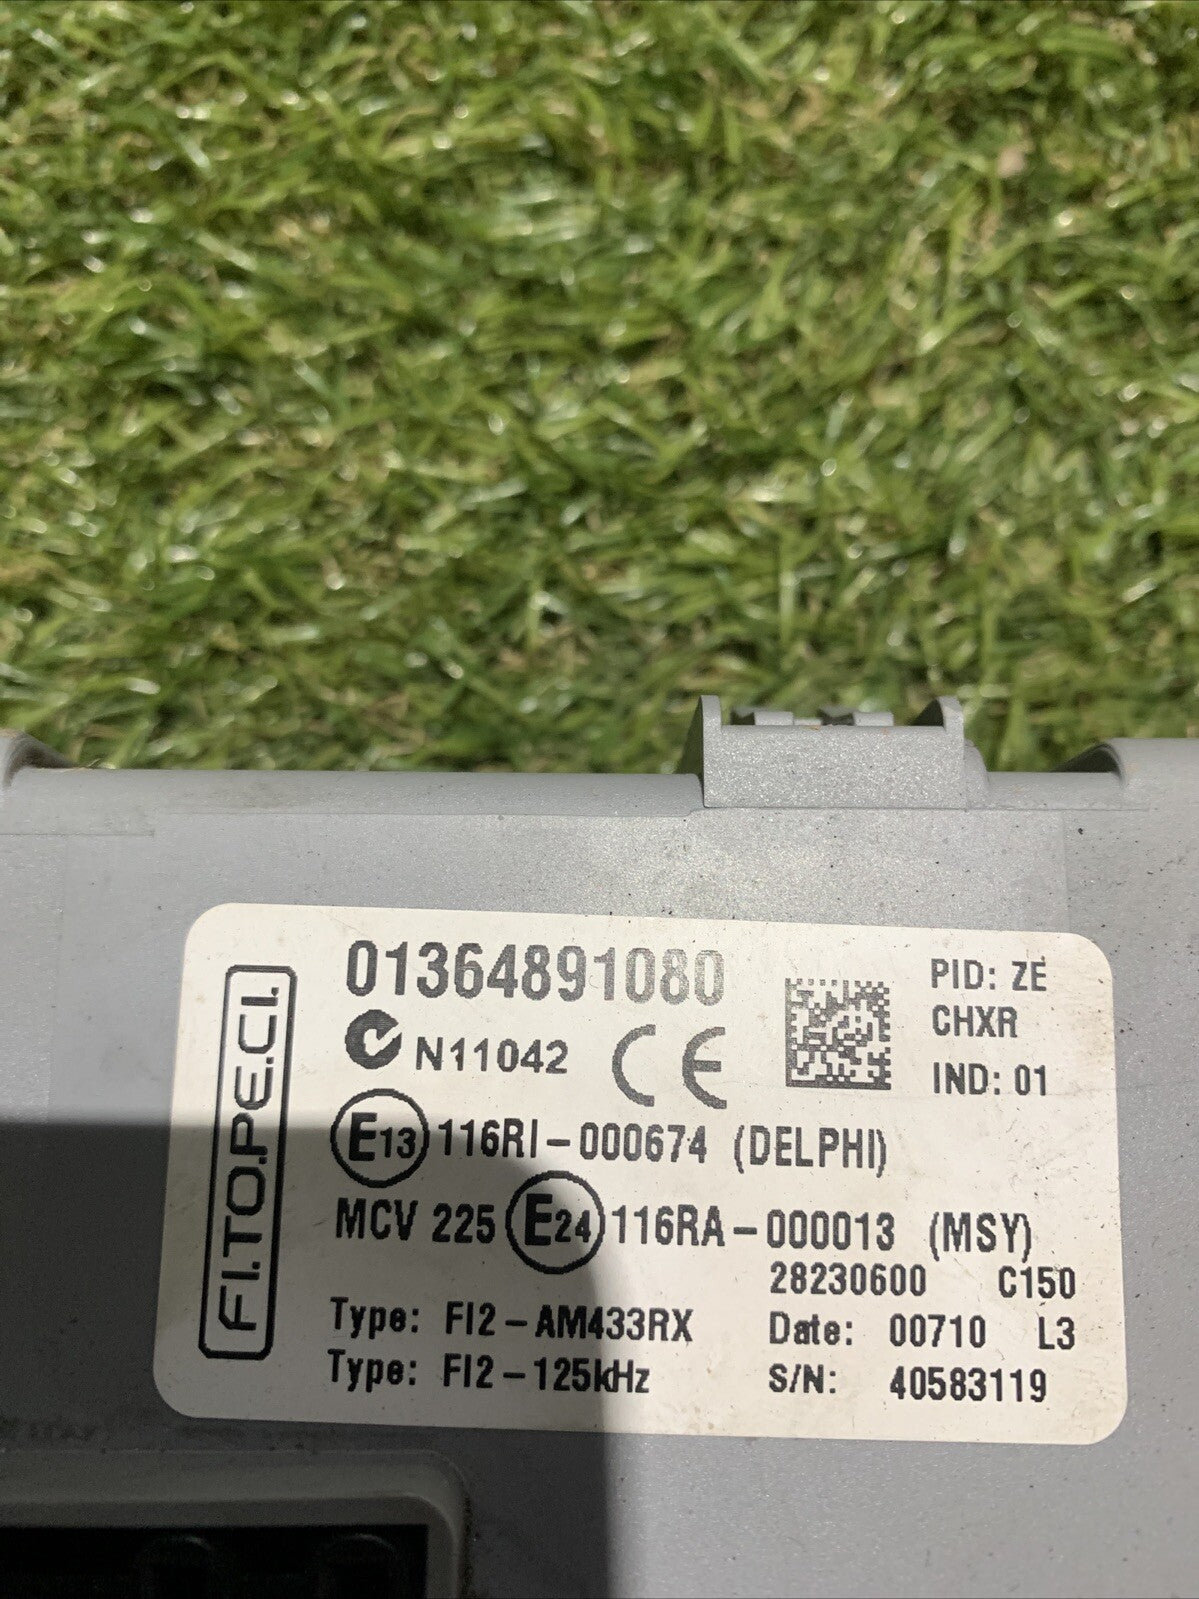 FI.TO.PE.CI.
01364891080
N11042 CE
PID: ZE
CHXR
IND: 01
E13 116RI-000674 (DELPHI)
MCV 225 E24 116RA-000013 (MSY)
28230600 C150
Type: FI2-AM433RX Date: 00710 L3
Type: FI2-125kHz S/N: 40583119